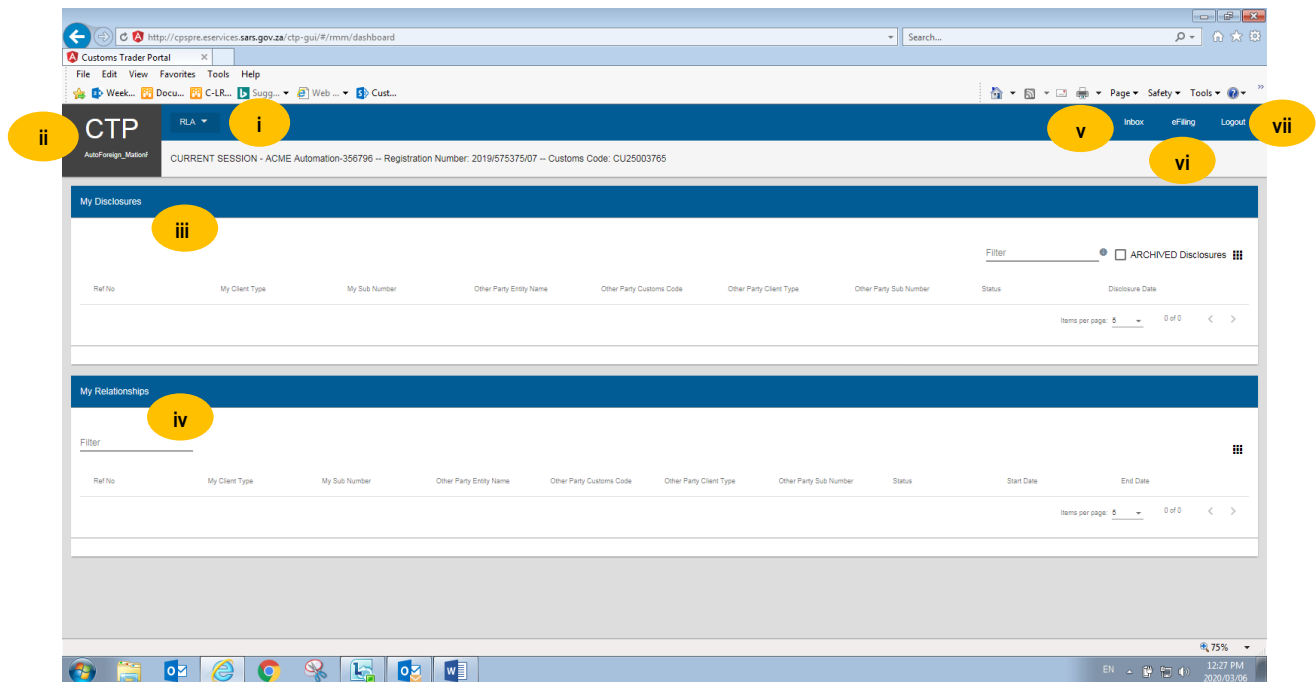 http://cpspre.eservices.sars.gov.za/ctp-gui/#/rmm/dashboard
Search...
Customs Trader Portal
File Edit View Favorites Tools Help
Week... Docu... C-LR... Sugg... Web ... Cust...
Page Safety Tools
CTP
RLA
i
ii
v
Inbox
eFiling
Logout
vii
AutoForeign_MationF
CURRENT SESSION - ACME Automation-356796 -- Registration Number: 2019/575375/07 -- Customs Code: CU25003765
vi
My Disclosures
iii
Filter
ARCHIVED Disclosures
Ref No My Client Type My Sub Number Other Party Entity Name Other Party Customs Code Other Party Client Type Other Party Sub Number Status Disclosure Date
Items per page: 5 0 of 0
My Relationships
iv
Filter
Ref No My Client Type My Sub Number Other Party Entity Name Other Party Customs Code Other Party Client Type Other Party Sub Number Status Start Date End Date
Items per page: 5 0 of 0
75%
EN
12:27 PM
2020/03/06